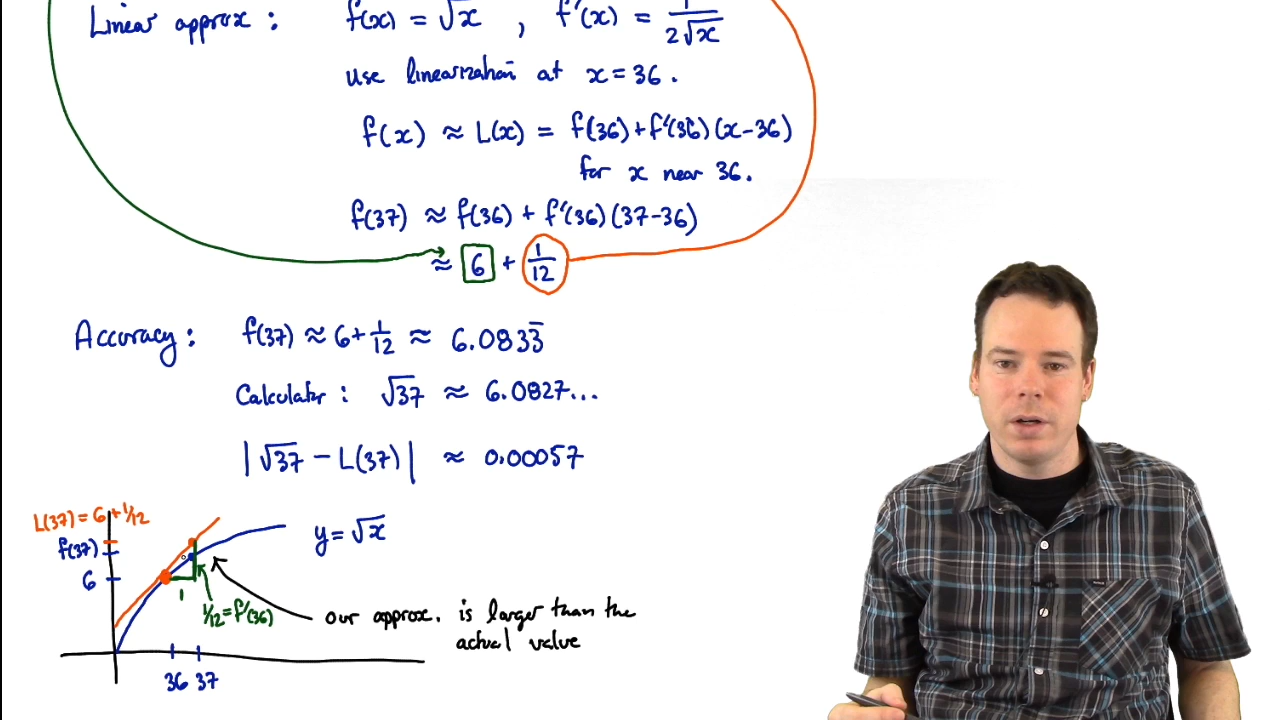 Linear approx : f(x) = √x , f'(x) = 1/(2√x)
use linearization at x = 36.
f(x) ≈ L(x) = f(36) + f'(36)(x-36)
for x near 36.
f(37) ≈ f(36) + f'(36)(37-36)
≈ 6 + 1/12
Accuracy : f(37) ≈ 6 + 1/12 ≈ 6.0833̄
Calculator : √37 ≈ 6.0827...
|√37 - L(37)| ≈ 0.00057
L(37) = 6 + 1/12
f(37)
6
y = √x
1
1/12 = f'(36)
our approx. is larger than the
actual value
36 37